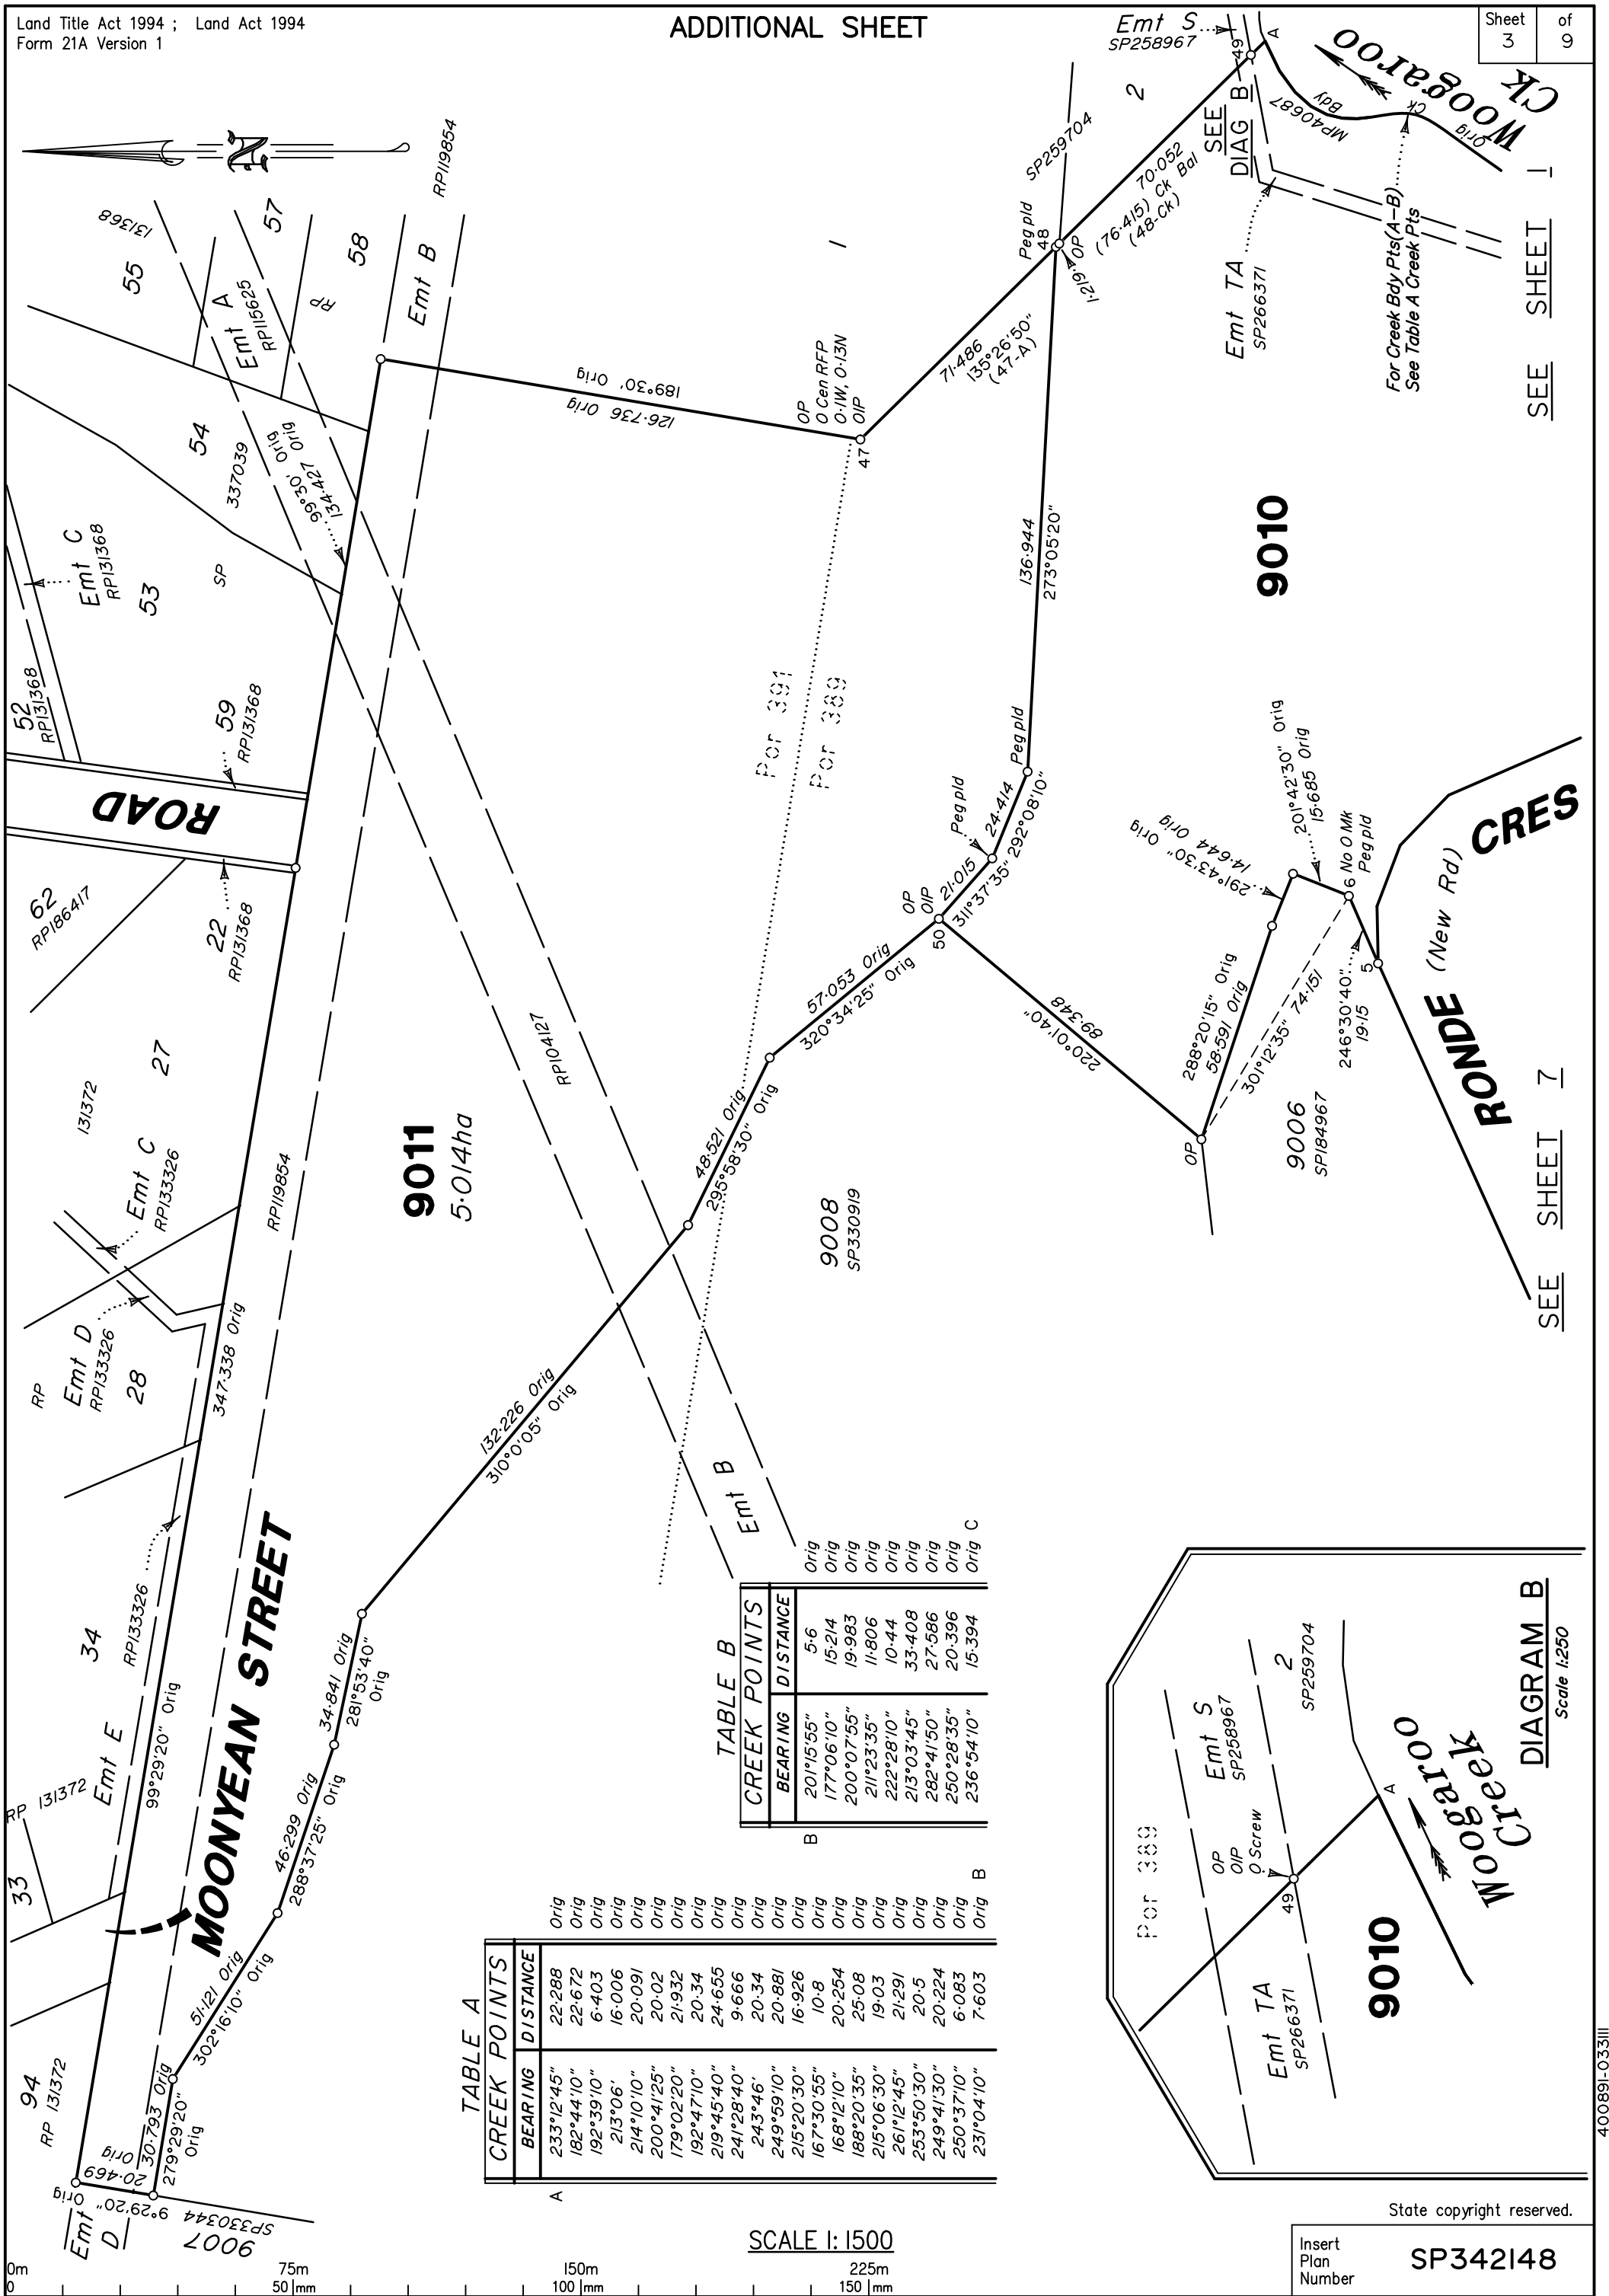 Land Title Act 1994 ; Land Act 1994
Form 21A Version 1
ADDITIONAL SHEET
Sheet 3 of 9
Emt S
SP258967
49
A
Woogaroo
Ck
Orig
Ck
Bdy
MP40687
SEE
DIAG B
2
SP259704
70·052
(76·415) Ck Bal
(48-Ck)
Peg pld
48
OP
1·219
Emt TA
SP266371
For Creek Bdy Pts(A-B)
See Table A Creek Pts
SEE SHEET 1
131368
55
57
58
RP
Emt A
RP115625
RP119854
Emt B
54
337039
99°30' Orig
134·427 Orig
189°30' Orig
126·736 Orig
1
OP
O Cen RFP
0·1W, 0·13N
OIP
47
71·486
135°26'50"
(47-A)
136·944
273°05'20"
9010
Emt C
RP131368
53
SP
52
RP131368
59
RP131368
ROAD
22
RP131368
62
RP186417
Por 391
Por 389
Peg pld
Peg pld
24·414
292°08'10"
21·015
311°37'35"
OP
OIP
50
57·053 Orig
320°34'25" Orig
89·348
220°01'40"
201°42'30" Orig
15·685 Orig
291°43'30" Orig
14·644 Orig
6 No O Mk
Peg pld
288°20'15" Orig
58·591 Orig
301°12'35" 74·151
246°30'40"
19·15
5
OP
9006
SP184967
RONDE (New Rd) CRES
SEE SHEET 7
27
131372
Emt C
RP133326
RP119854
RP104127
9011
5·014ha
48·521 Orig
295°58'30" Orig
9008
SP330919
Emt D
RP133326
28
RP
347·338 Orig
132·226 Orig
310°0'05" Orig
Emt B
34
RP133326
Emt E
99°29'20" Orig
RP 131372
33
MOONYEAN STREET
34·841 Orig
281°53'40"
Orig
46·299 Orig
288°37'25" Orig
51·121 Orig
302°16'10" Orig
94
RP 131372
30·793 Orig
279°29'20"
Orig
20·469
Orig
9°29'20" Orig
Emt
D
9007
SP330344
TABLE B
CREEK POINTS
BEARING DISTANCE
B 201°15'55" 5·6 Orig
177°06'10" 15·214 Orig
200°07'55" 19·983 Orig
211°23'35" 11·806 Orig
222°28'10" 10·44 Orig
213°03'45" 33·408 Orig
282°41'50" 27·586 Orig
250°28'35" 20·396 Orig
236°54'10" 15·394 Orig C
TABLE A
CREEK POINTS
BEARING DISTANCE
A 233°12'45" 22·288 Orig
182°44'10" 22·672 Orig
192°39'10" 6·403 Orig
213°06' 16·006 Orig
214°10'10" 20·091 Orig
200°41'25" 20·02 Orig
179°02'20" 21·932 Orig
192°47'10" 20·34 Orig
219°45'40" 24·655 Orig
241°28'40" 9·666 Orig
243°46' 20·34 Orig
249°59'10" 20·881 Orig
215°20'30" 16·926 Orig
167°30'55" 10·8 Orig
168°12'10" 20·254 Orig
188°20'35" 25·08 Orig
215°06'30" 19·03 Orig
261°12'45" 21·291 Orig
253°50'30" 20·5 Orig
249°41'30" 20·224 Orig
250°37'10" 6·083 Orig
231°04'10" 7·603 Orig B
Por 389
Emt S
SP258967
2
SP259704
OP
OIP
O Screw
49
A
Emt TA
SP266371
9010
Woogaroo
Creek
DIAGRAM B
Scale 1:250
400891-03311
State copyright reserved.
Insert
Plan
Number
SP342148
SCALE 1: 1500
0m 75m 150m 225m
0 50 mm 100 mm 150 mm